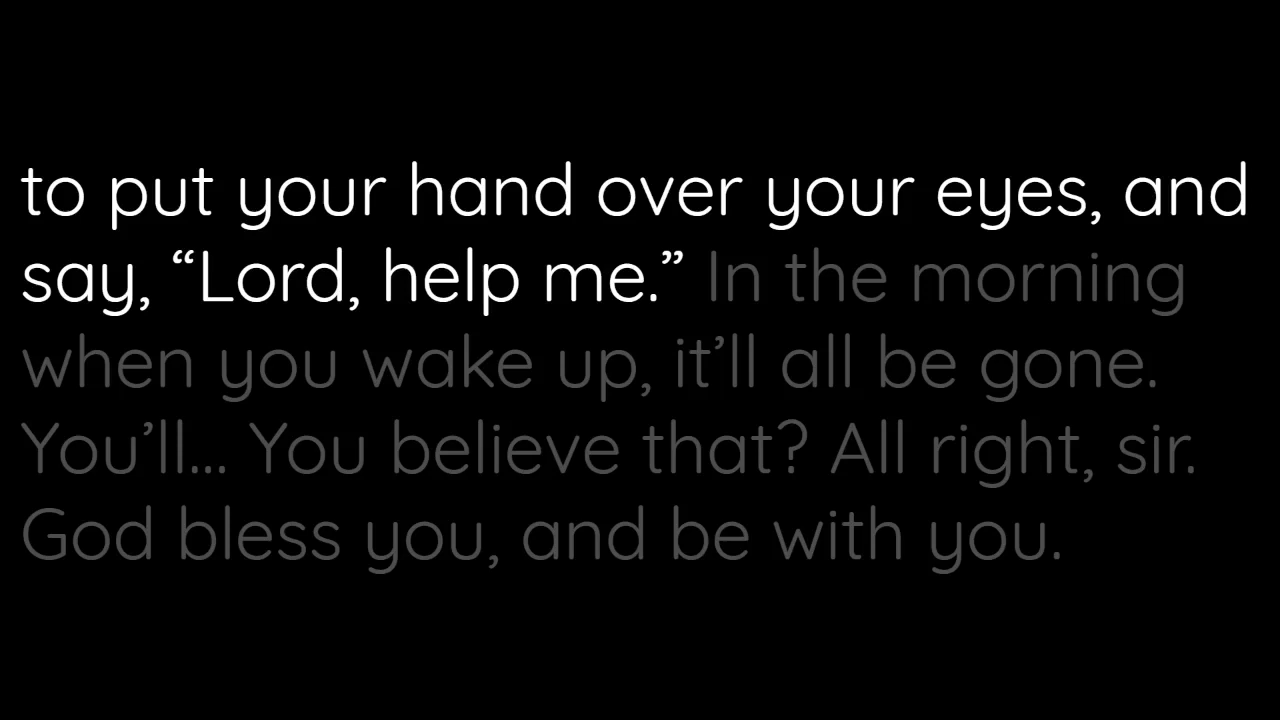 to put your hand over your eyes, and
say, “Lord, help me.” In the morning
when you wake up, it’ll all be gone.
You’ll... You believe that? All right, sir.
God bless you, and be with you.